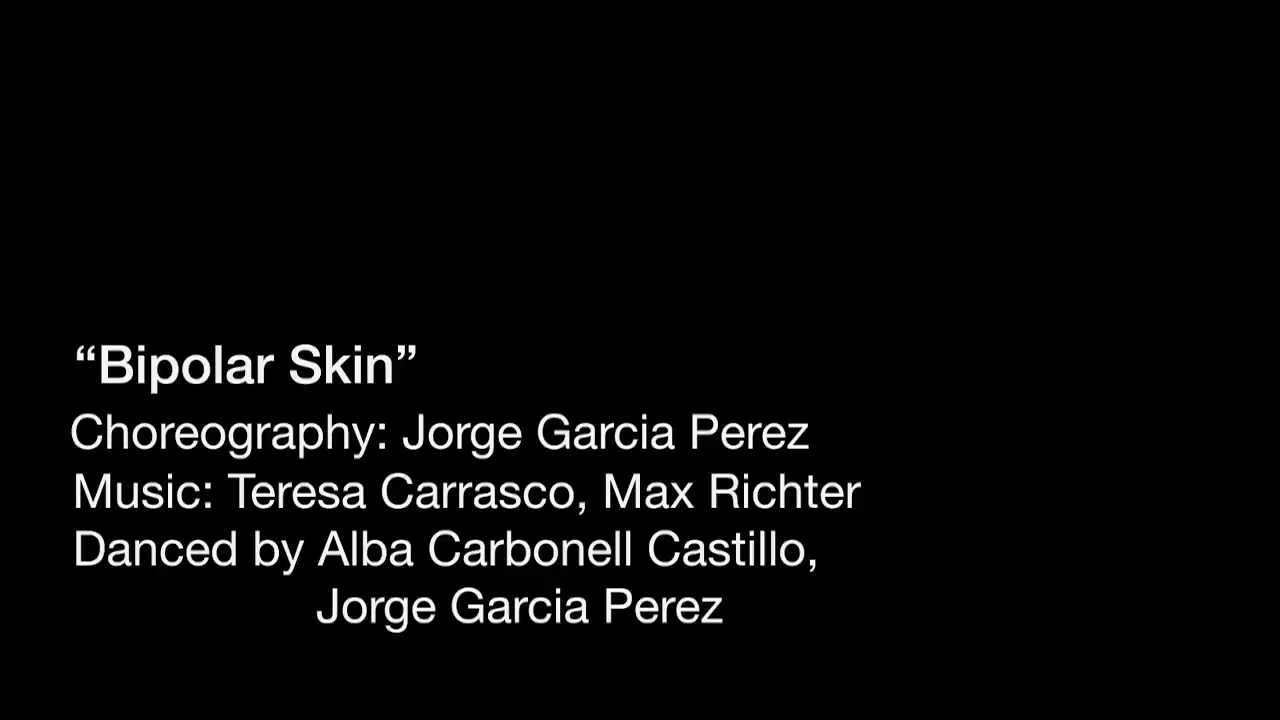 “Bipolar Skin”
Choreography: Jorge Garcia Perez
Music: Teresa Carrasco, Max Richter
Danced by Alba Carbonell Castillo,
Jorge Garcia Perez